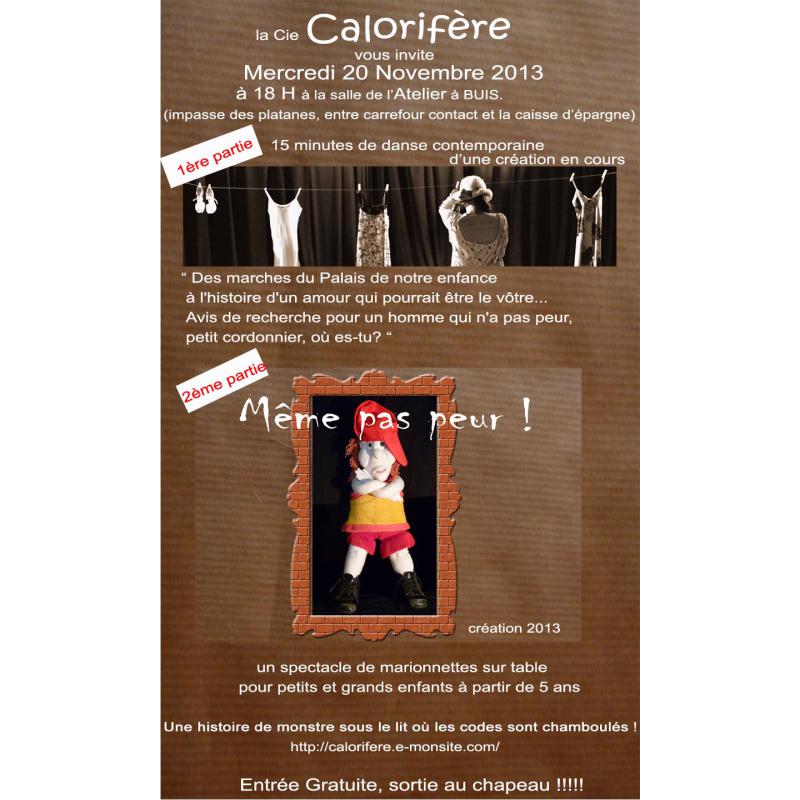 la Cie Calorifère
vous invite
Mercredi 20 Novembre 2013
à 18 H à la salle de l'Atelier à BUIS.
(impasse des platanes, entre carrefour contact et la caisse d'épargne)
1ère partie
15 minutes de danse contemporaine
d'une création en cours
“ Des marches du Palais de notre enfance
à l'histoire d'un amour qui pourrait être le vôtre...
Avis de recherche pour un homme qui n'a pas peur,
petit cordonnier, où es-tu? “
2ème partie
Même pas peur !
création 2013
un spectacle de marionnettes sur table
pour petits et grands enfants à partir de 5 ans
Une histoire de monstre sous le lit où les codes sont chamboulés !
http://calorifere.e-monsite.com/
Entrée Gratuite, sortie au chapeau !!!!!